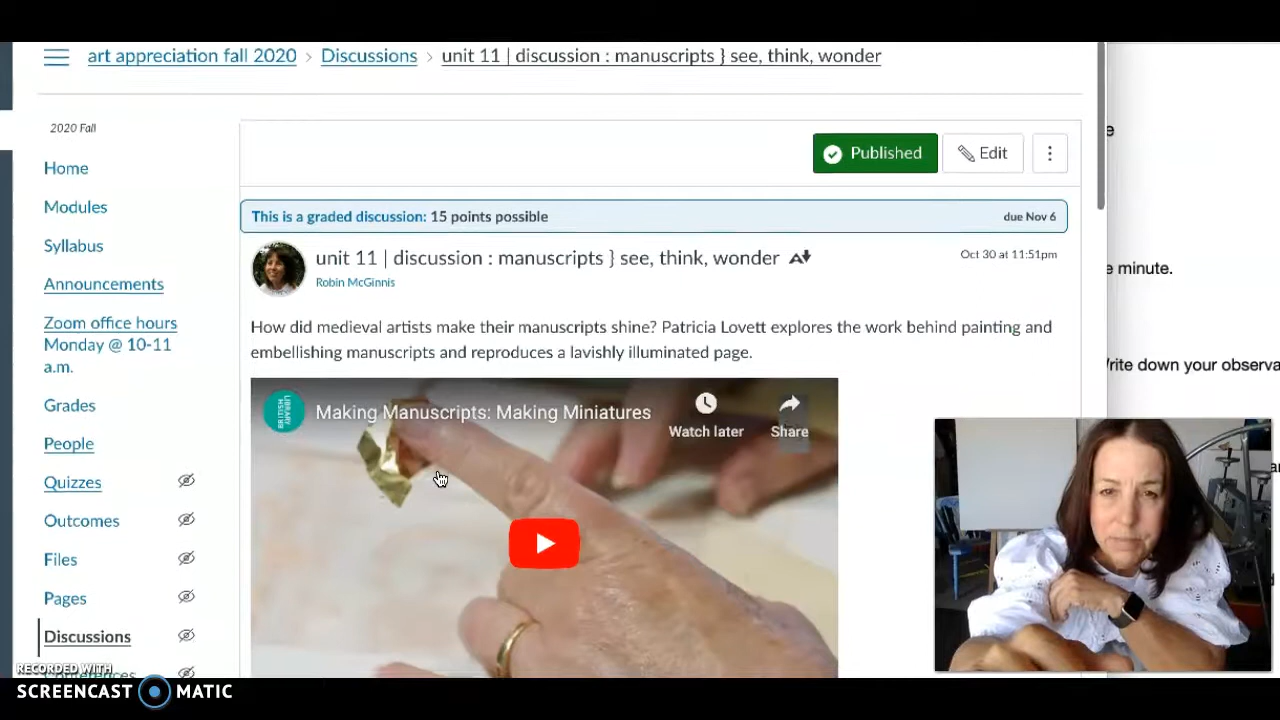 art appreciation fall 2020 > Discussions > unit 11 | discussion : manuscripts } see, think, wonder
2020 Fall
Home
Modules
Syllabus
Announcements
Zoom office hours
Monday @ 10-11
a.m.
Grades
People
Quizzes
Outcomes
Files
Pages
Discussions
Conferences
Published
Edit
This is a graded discussion: 15 points possible
due Nov 6
unit 11 | discussion : manuscripts } see, think, wonder
Oct 30 at 11:51pm
Robin McGinnis
How did medieval artists make their manuscripts shine? Patricia Lovett explores the work behind painting and
embellishing manuscripts and reproduces a lavishly illuminated page.
BRITISH
LIBRARY
Making Manuscripts: Making Miniatures
Watch later
Share
e
e minute.
Write down your observa
RECORDED WITH
SCREENCAST MATIC